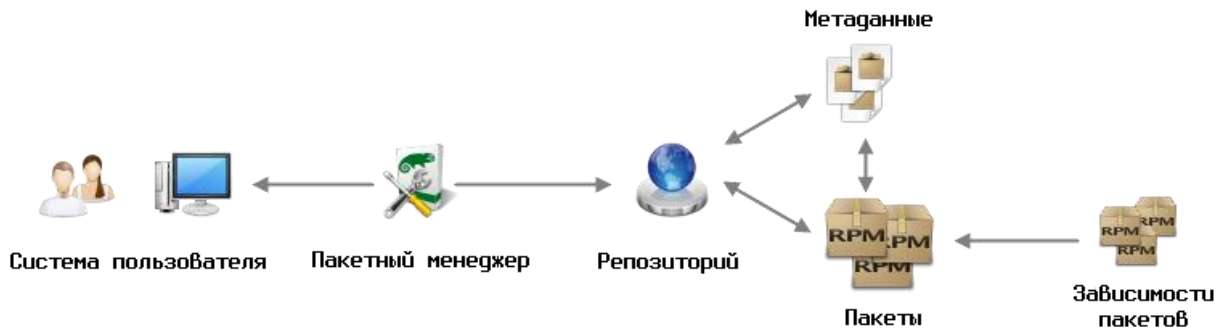 Метаданные
RPM
RPM
RPM
RPM
RPM
RPM
Система пользователя
Пакетный менеджер
Репозиторий
Пакеты
Зависимости
пакетов